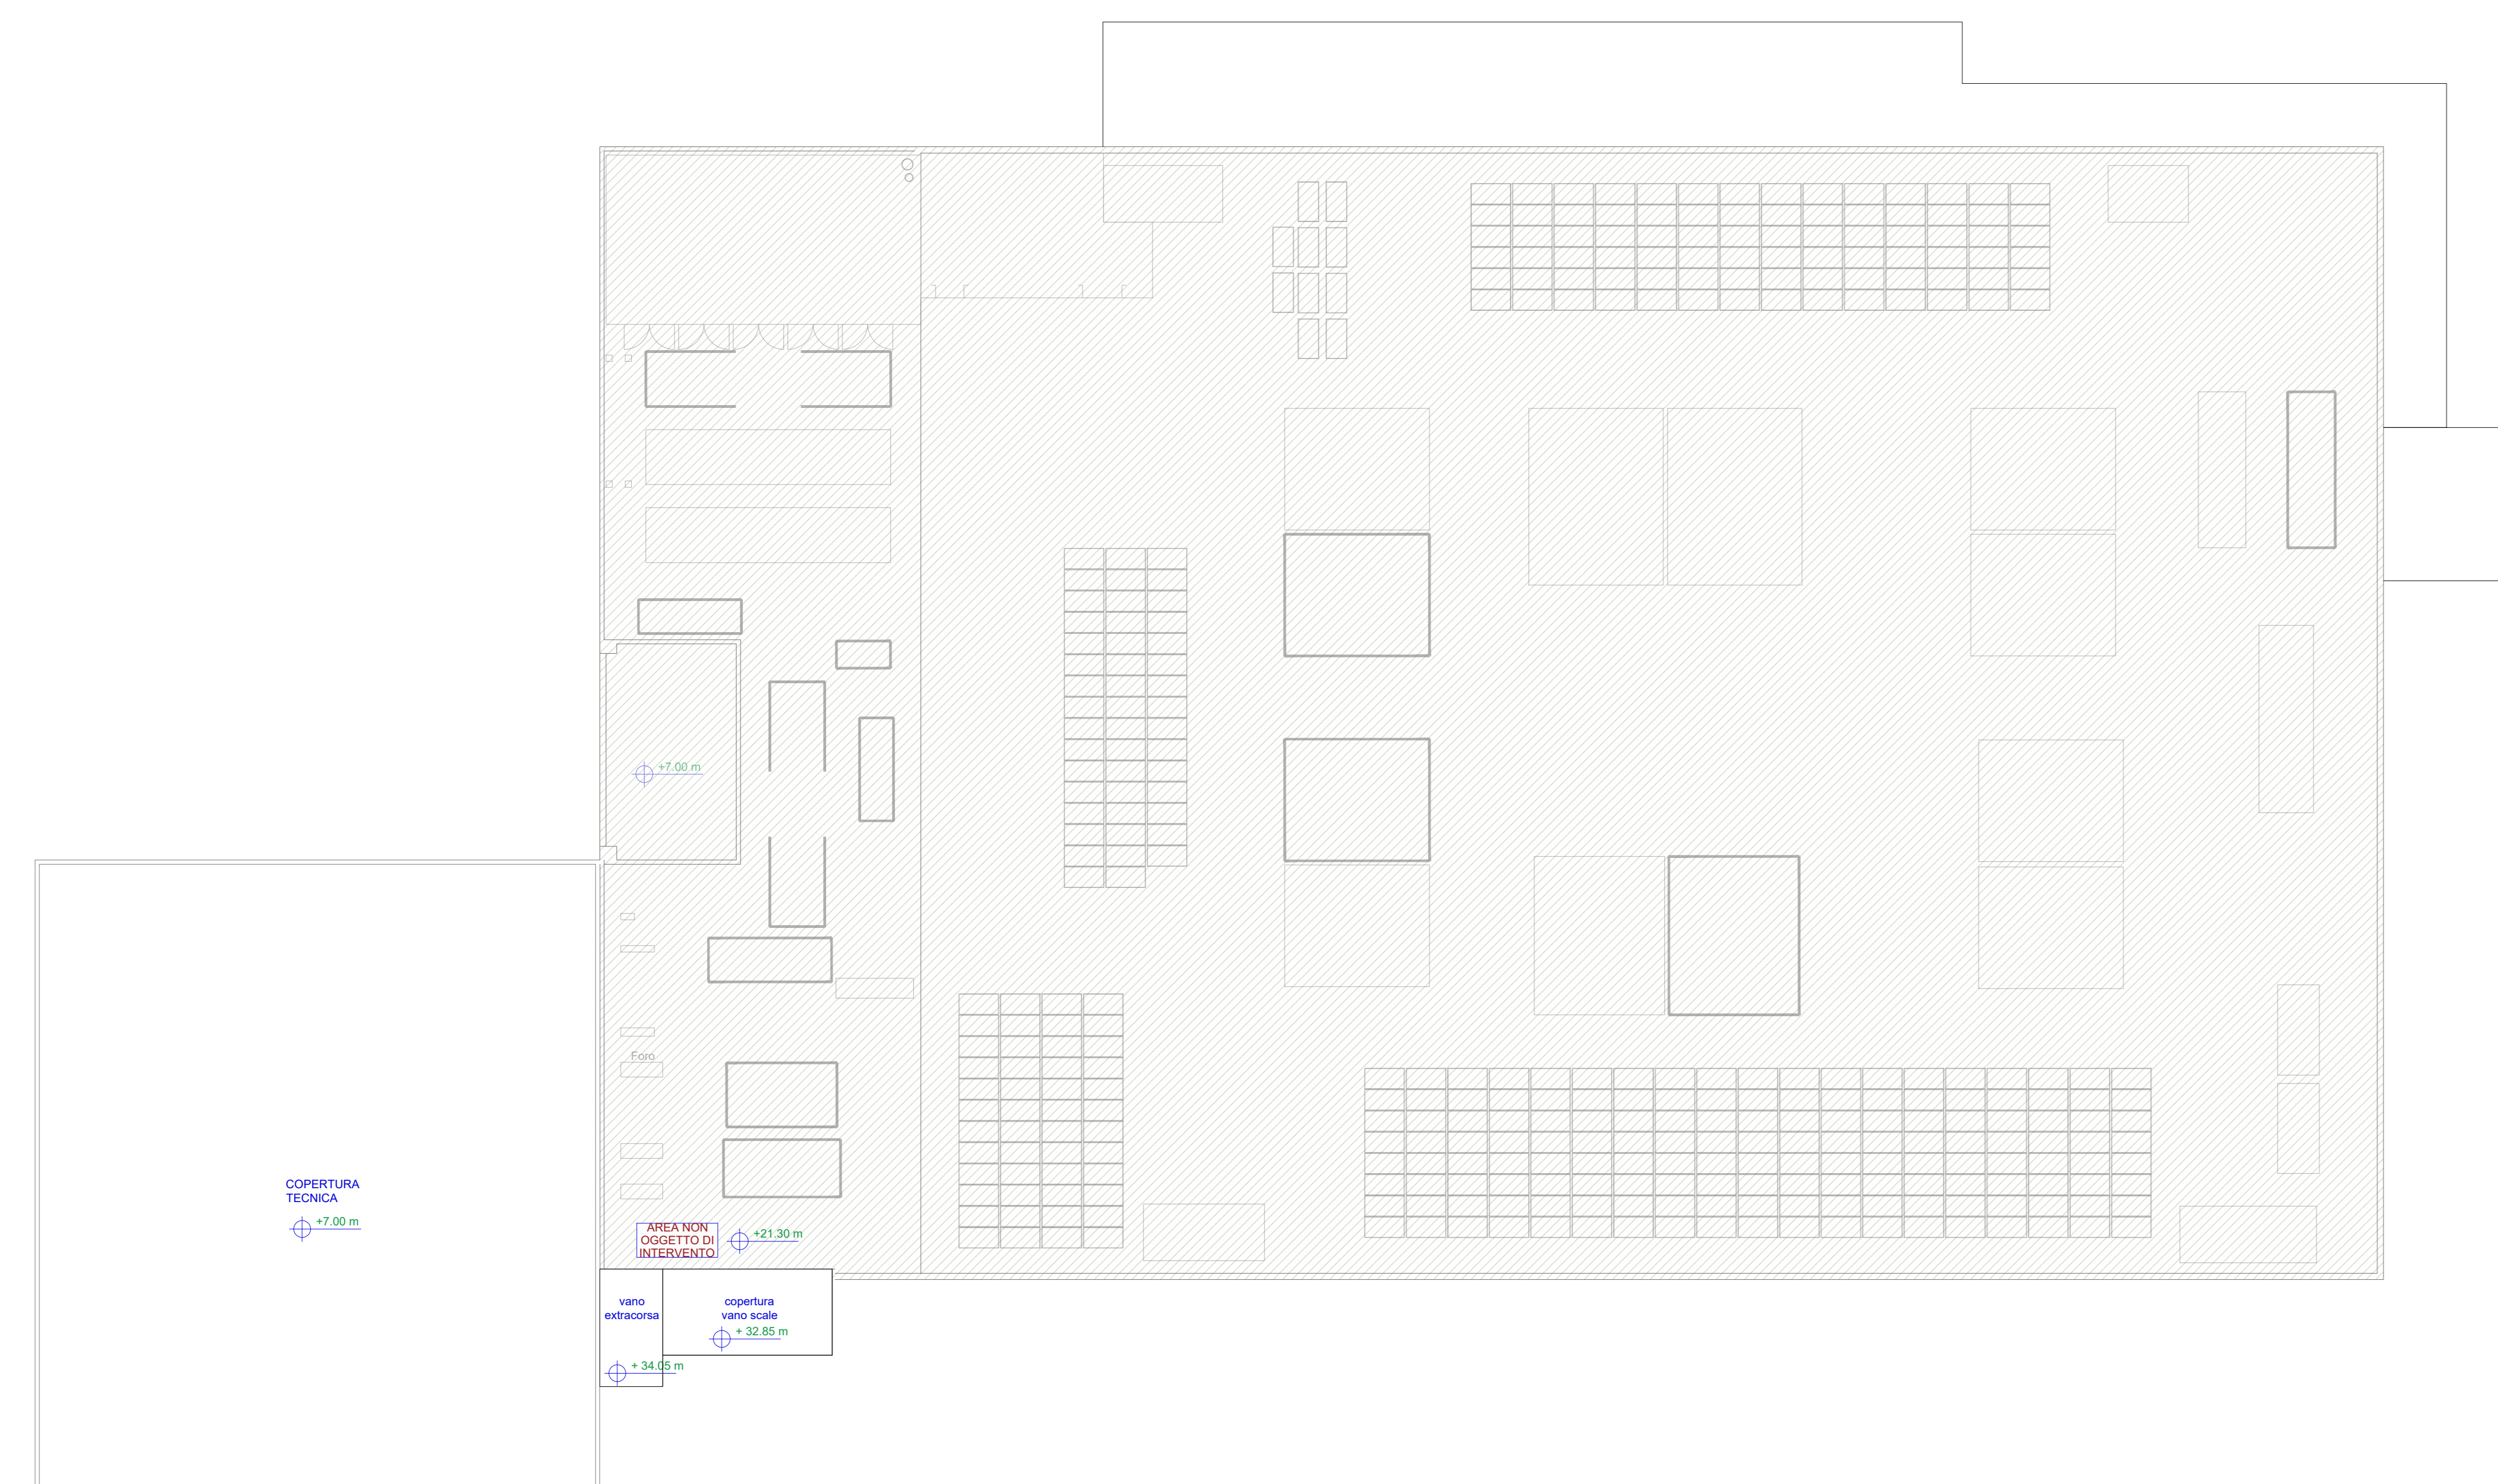 +7.00 m
Foro
COPERTURA
TECNICA
+7.00 m
AREA NON
OGGETTO DI
INTERVENTO
+21.30 m
vano
extracorsa
copertura
vano scale
+ 32.85 m
+ 34.05 m